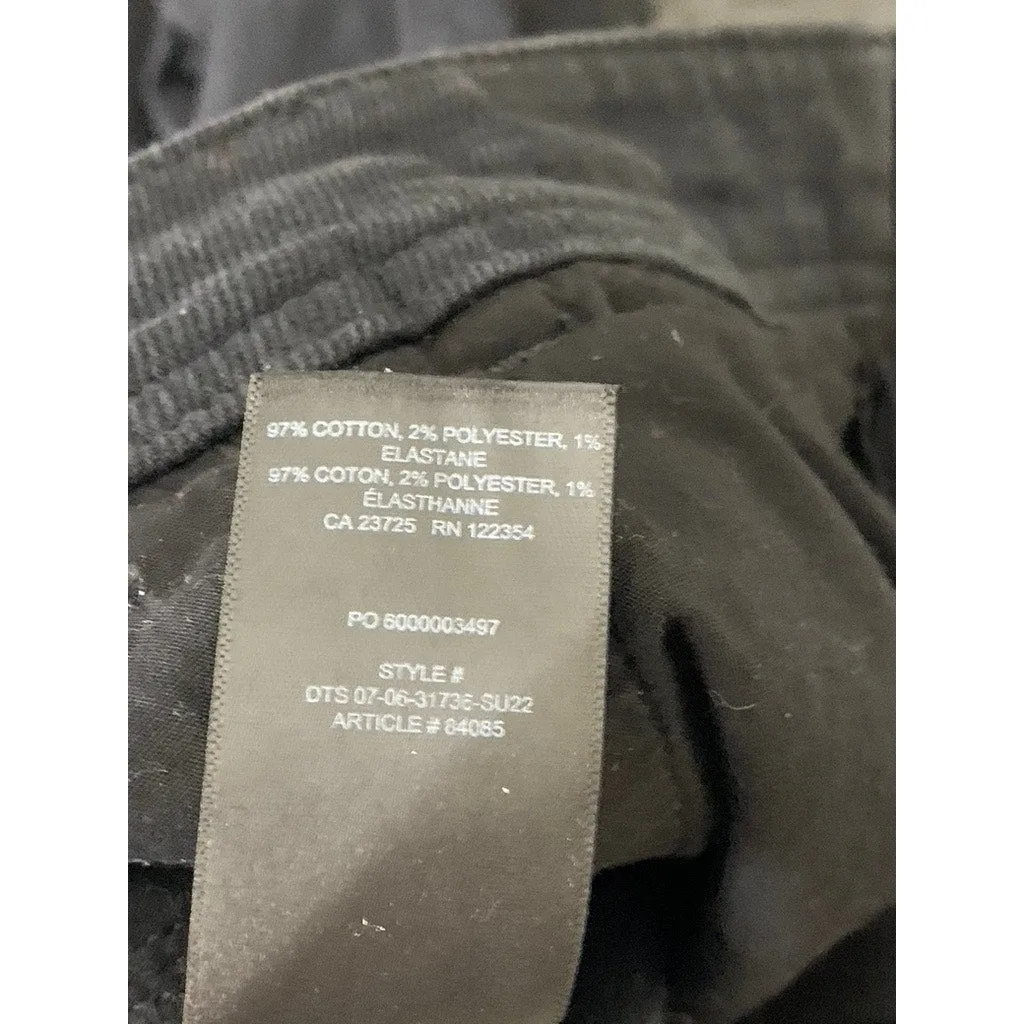 97% COTTON, 2% POLYESTER, 1%
ELASTANE
97% COTON, 2% POLYESTER, 1%
ÉLASTHANNE
CA 23725 RN 122354
PO 6000003497
STYLE #
DTS 07-06-31736-SU22
ARTICLE # 84085